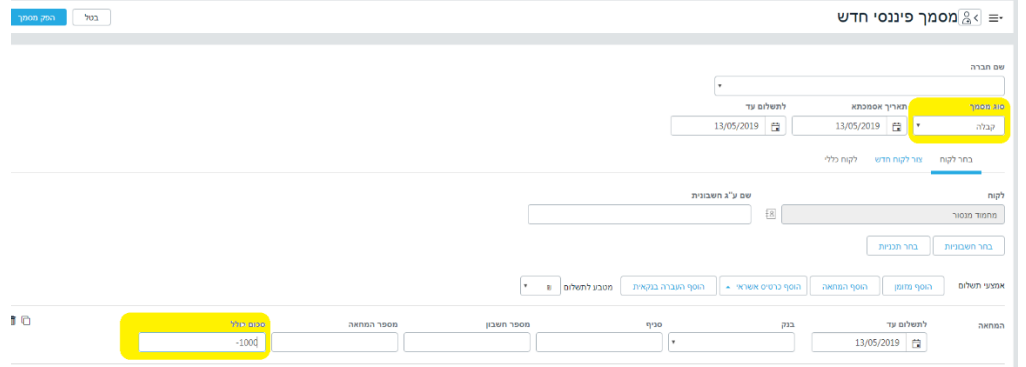 מסמך פיננסי חדש בטל הפק מסמך
שם חברה
סוג מסמך תאריך אסמכתא לתשלום עד
קבלה 13/05/2019 13/05/2019
בחר לקוח צור לקוח חדש לקוח כללי
לקוח שם ע"ג חשבונית
מחמוד מנסור
בחר חשבוניות בחר תכניות
אמצעי תשלום הוסף מזומן הוסף המחאה הוסף כרטיס אשראי הוסף העברה בנקאית מטבע לתשלום ₪
המחאה לתשלום עד בנק סניף מספר חשבון מספר המחאה סכום כולל
13/05/2019 -1000